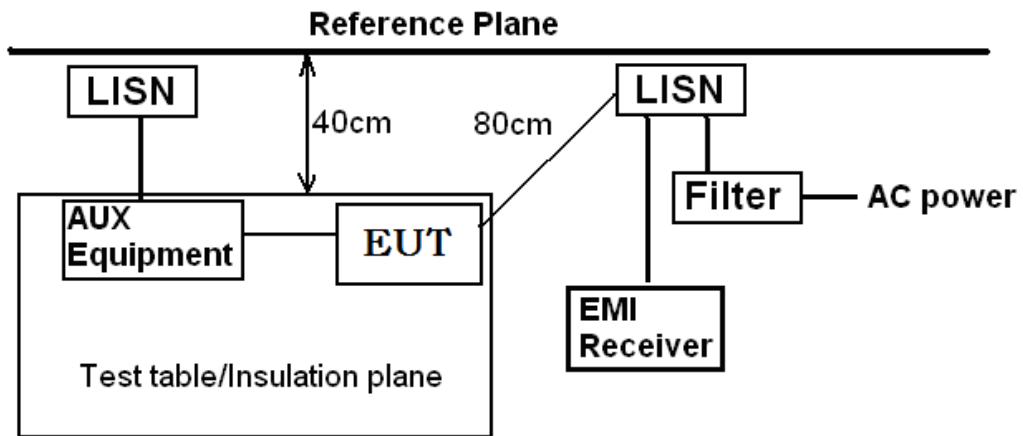 Reference Plane
LISN
40cm
80cm
LISN
Filter
AC power
AUX
Equipment
EUT
EMI
Receiver
Test table/Insulation plane